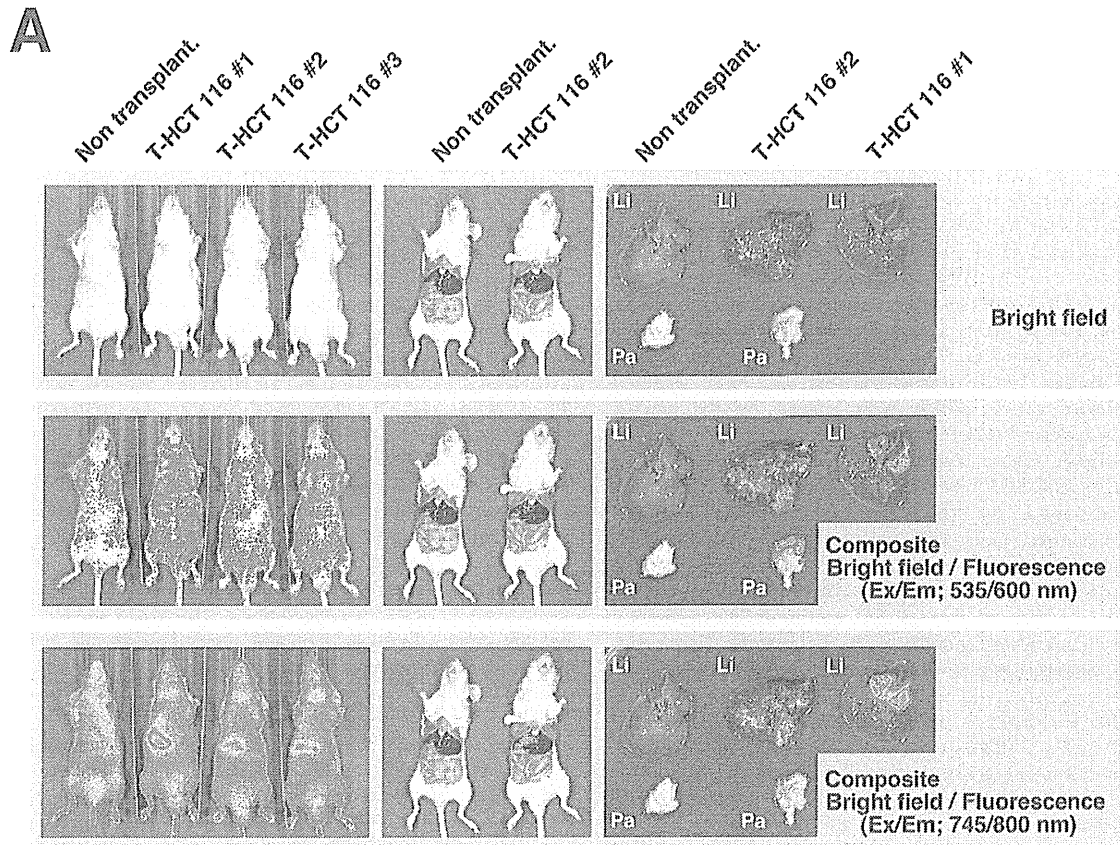 A
Non transplant.
T-HCT 116 #1
T-HCT 116 #2
T-HCT 116 #3
Non transplant.
T-HCT 116 #2
Non transplant.
T-HCT 116 #2
T-HCT 116 #1
Li
Li
Li
Pa
Pa
Bright field
Li
Li
Li
Pa
Pa
Composite
Bright field / Fluorescence
(Ex/Em; 535/600 nm)
Li
Li
Li
Pa
Pa
Composite
Bright field / Fluorescence
(Ex/Em; 745/800 nm)